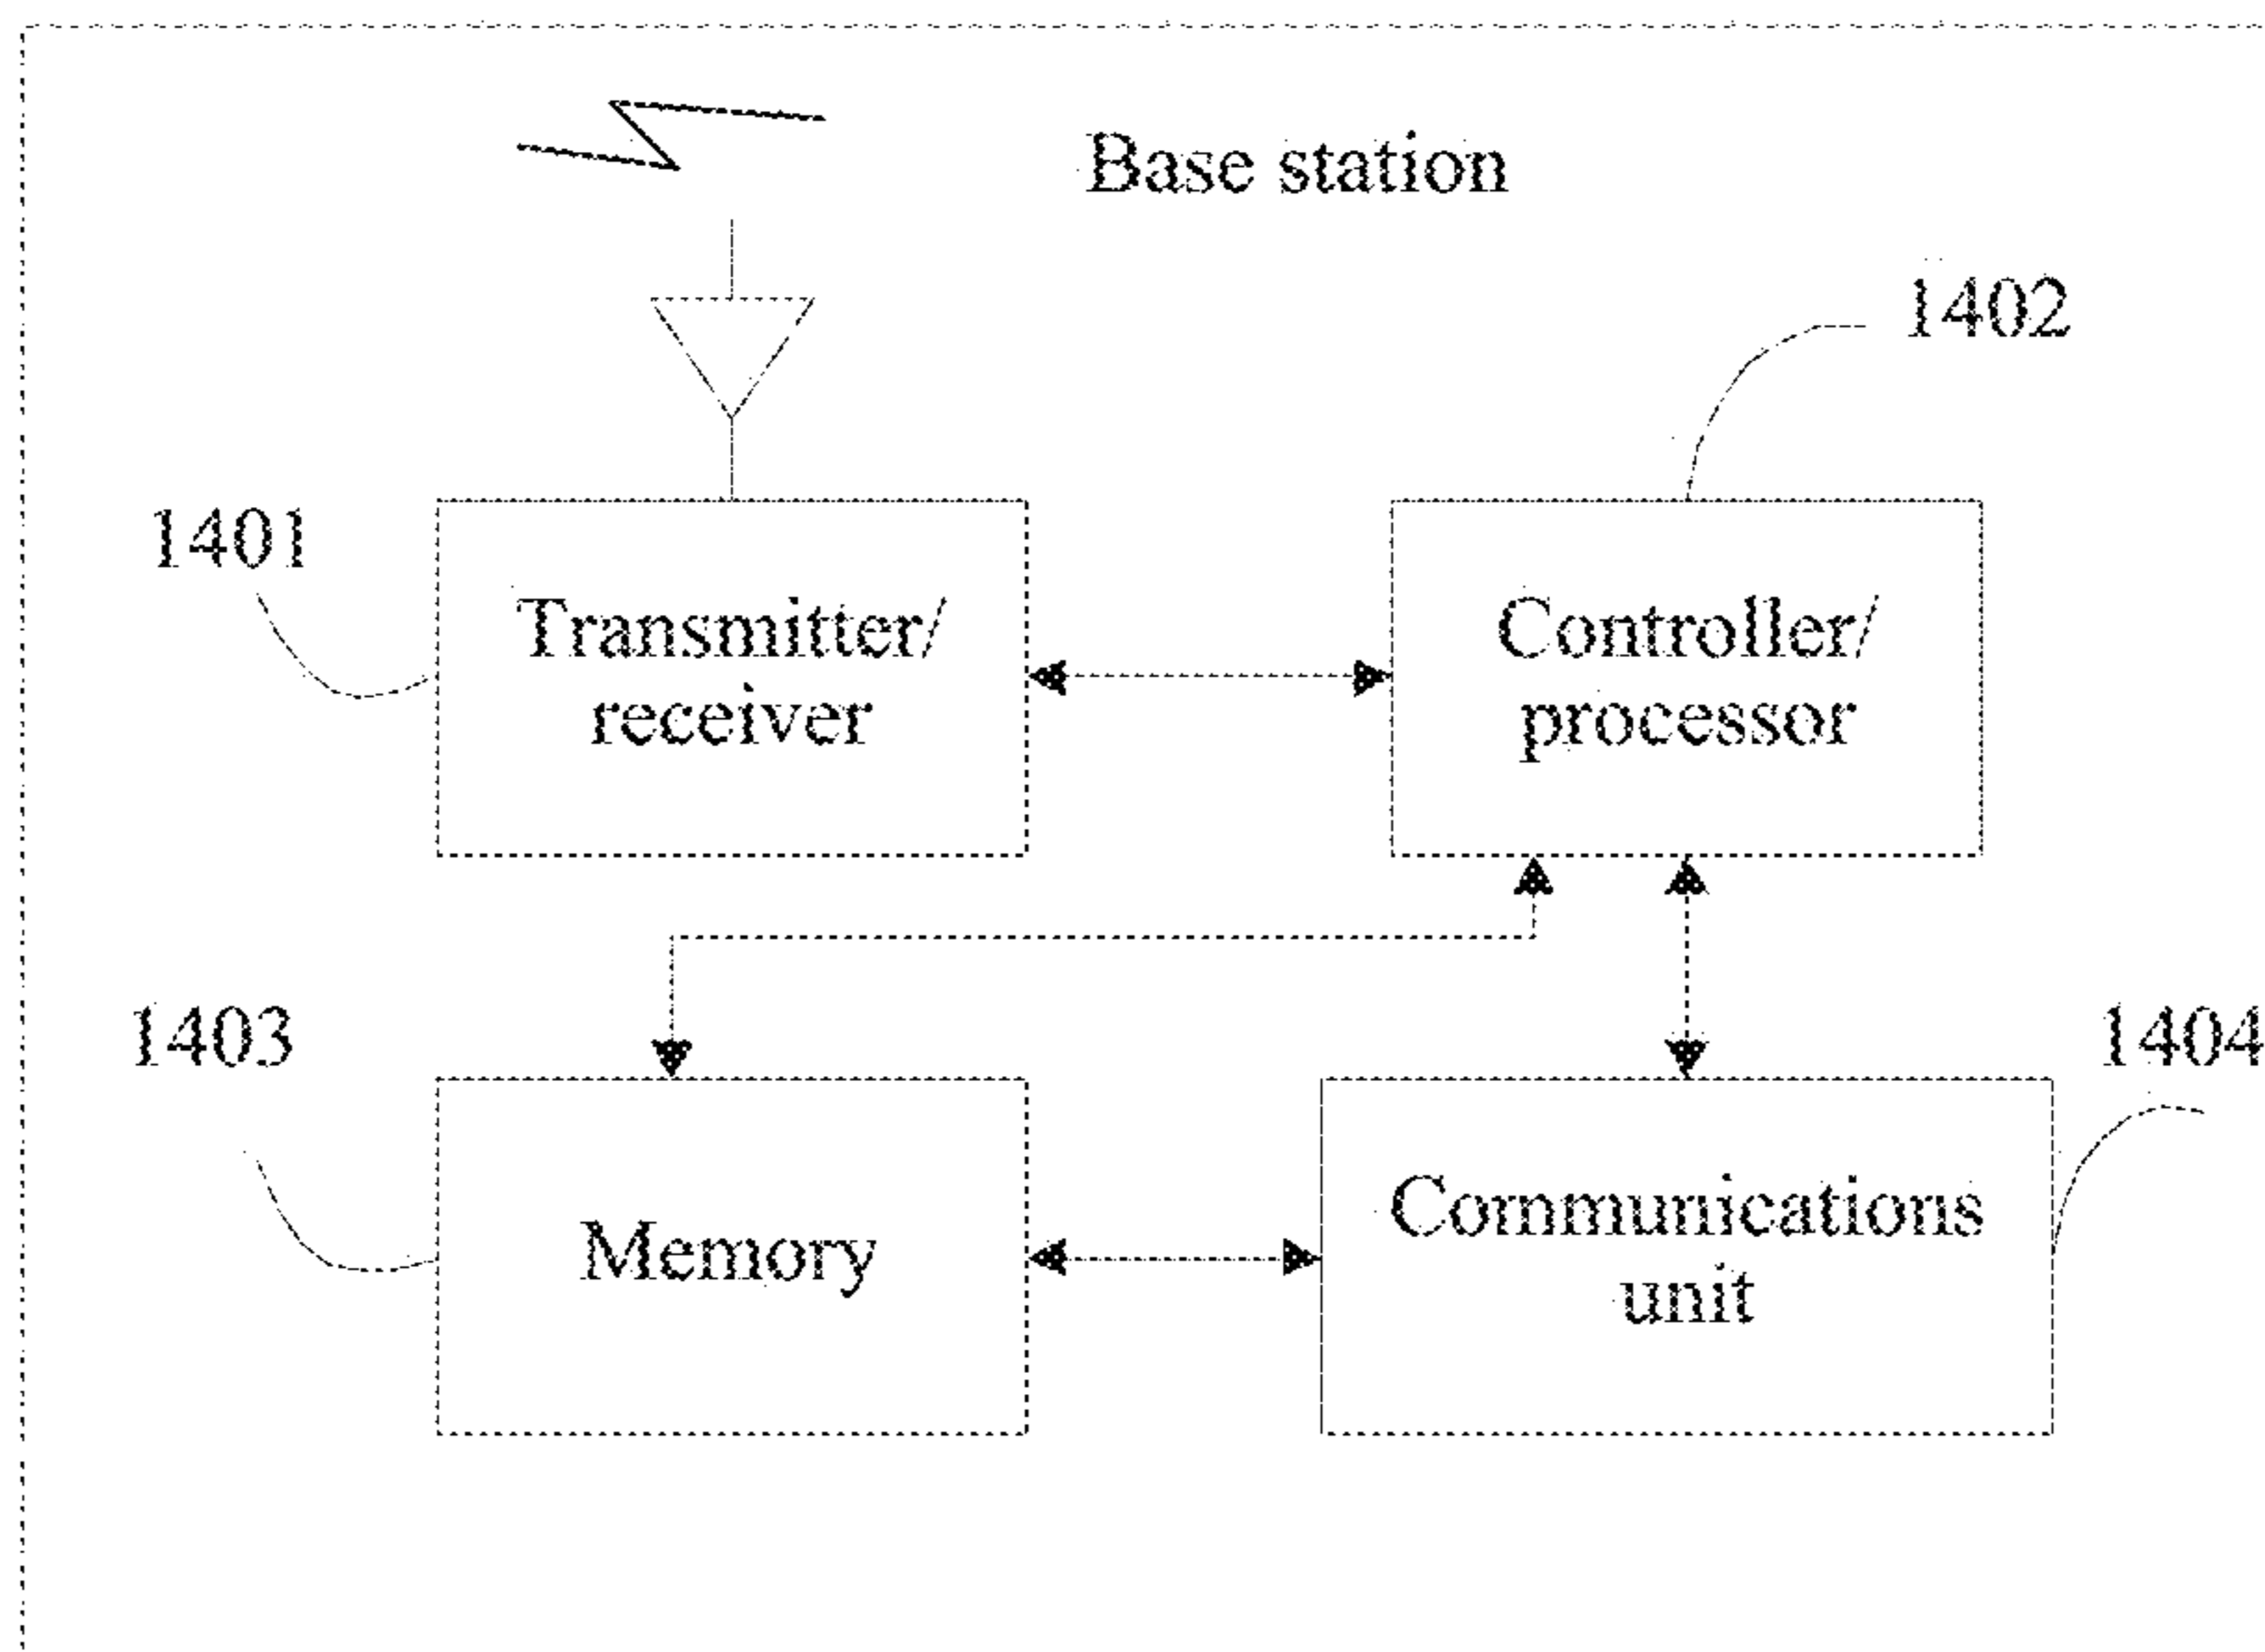 Base station
1402
1401
Transmitter/
receiver
Controller/
processor
1403
1404
Memory
Communications
unit